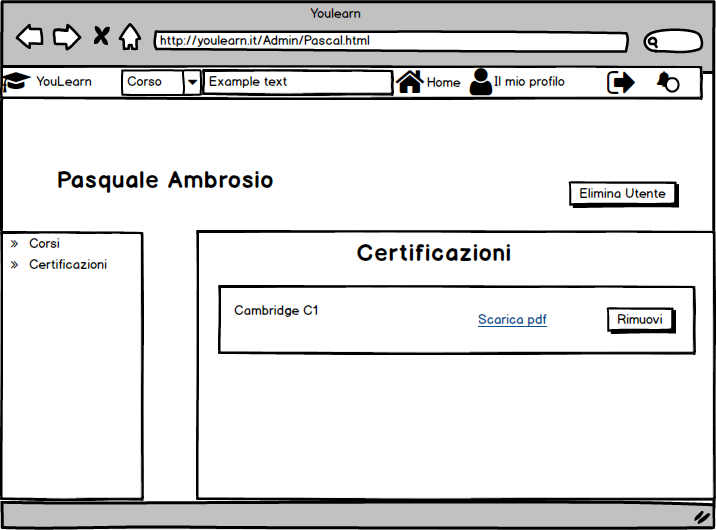 Youlearn
http://youlearn.it/Admin/Pascal.html
YouLearn Corso Example text Home Il mio profilo
Pasquale Ambrosio
Elimina Utente
Corsi
Certificazioni
Certificazioni
Cambridge C1
Scarica pdf
Rimuovi